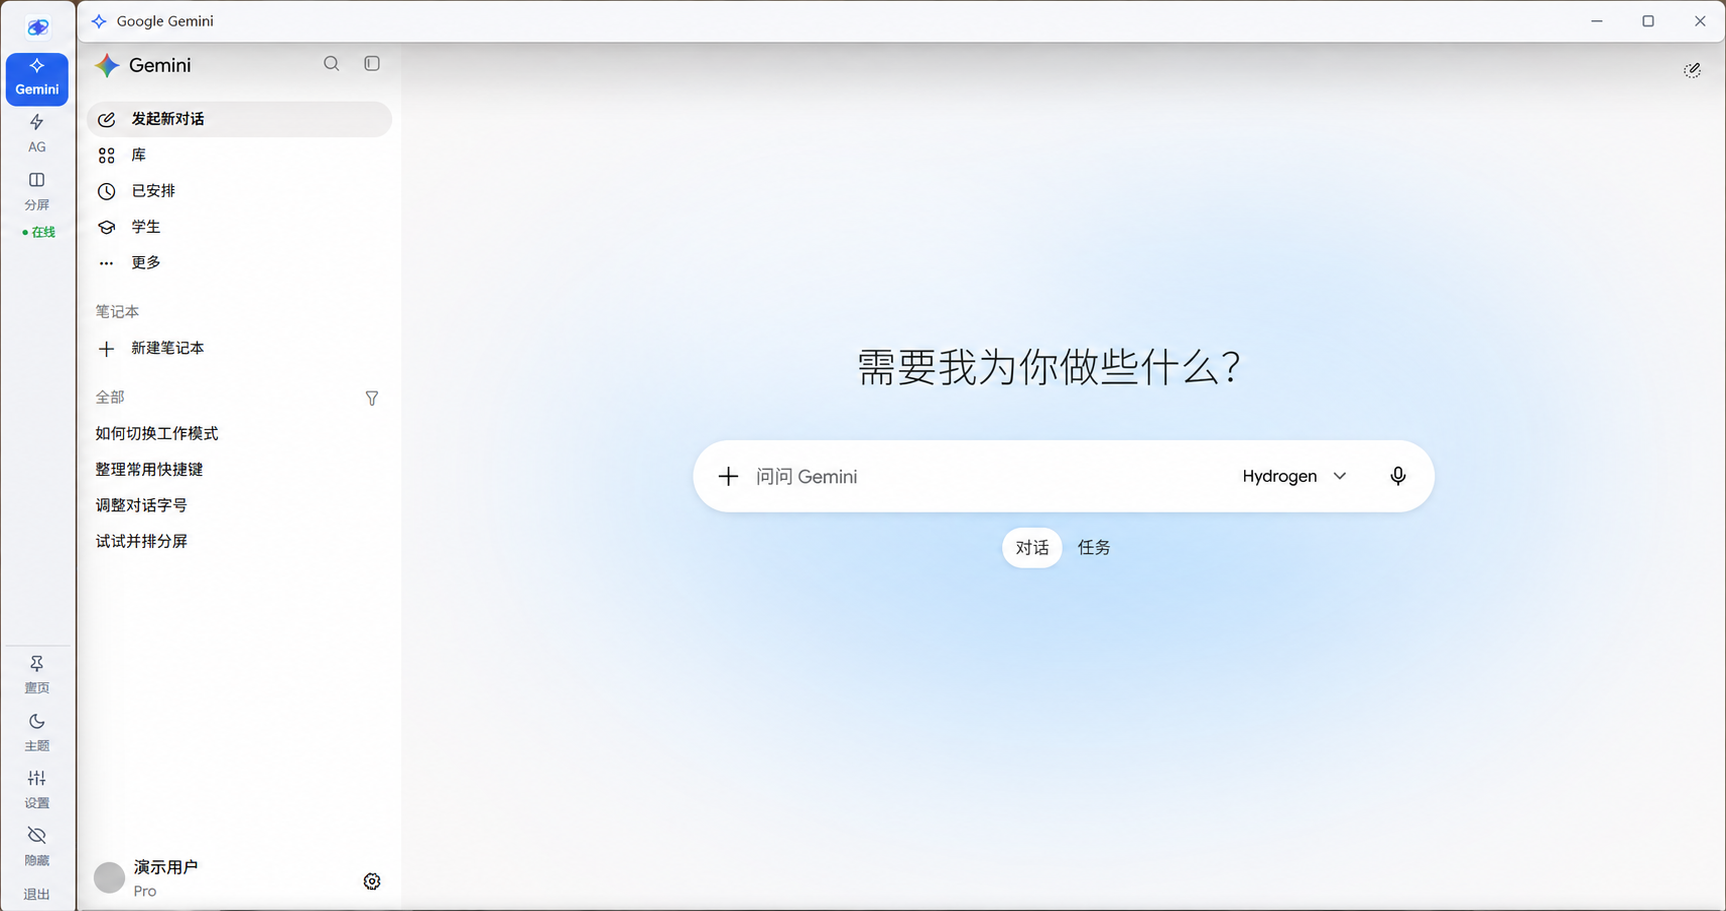 Google Gemini
Gemini
AG
分屏
在线
主题
设置
隐藏
退出
Gemini
发起新对话
库
已安排
学生
更多
笔记本
新建笔记本
全部
如何切换工作模式
整理常用快捷键
调整对话字号
试试并排分屏
演示用户
Pro
需要我为你做些什么？
问问 Gemini
Hydrogen
对话
任务